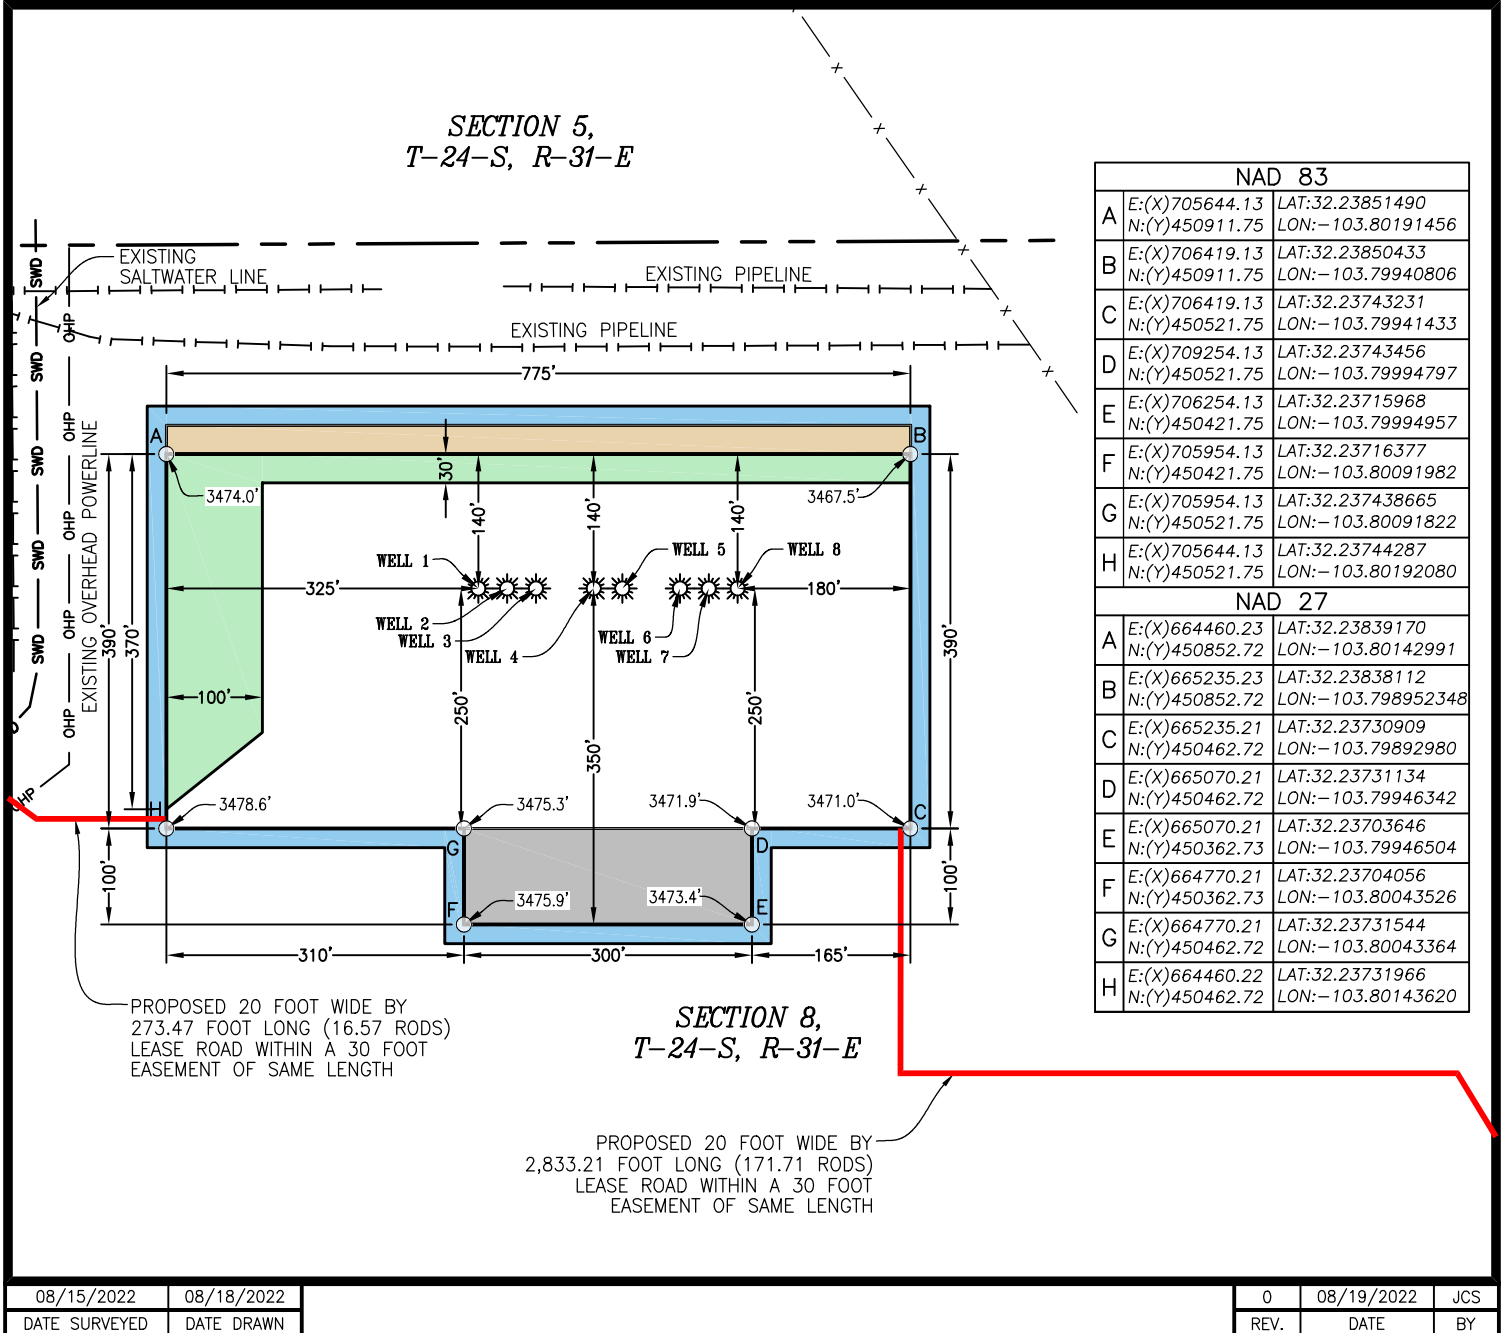 SECTION 5,
T-24-S, R-31-E
EXISTING
SALTWATER LINE
EXISTING PIPELINE
EXISTING PIPELINE
SWD
SWD
SWD
SWD
SWD
OHP
OHP
OHP
OHP
OHP
OHP
EXISTING OVERHEAD POWERLINE
775'
A
B
30'
3474.0'
3467.5'
140'
140'
140'
WELL 1
WELL 5
WELL 8
325'
180'
WELL 2
WELL 3
WELL 4
WELL 6
WELL 7
390'
370'
390'
100'
250'
250'
350'
H
3478.6'
3475.3'
3471.9'
3471.0'
C
G
D
100'
100'
F
3475.9'
3473.4'
E
310'
300'
165'
PROPOSED 20 FOOT WIDE BY
273.47 FOOT LONG (16.57 RODS)
LEASE ROAD WITHIN A 30 FOOT
EASEMENT OF SAME LENGTH
SECTION 8,
T-24-S, R-31-E
PROPOSED 20 FOOT WIDE BY
2,833.21 FOOT LONG (171.71 RODS)
LEASE ROAD WITHIN A 30 FOOT
EASEMENT OF SAME LENGTH
NAD 83
A E:(X)705644.13 LAT:32.23851490
N:(Y)450911.75 LON:-103.80191456
B E:(X)706419.13 LAT:32.23850433
N:(Y)450911.75 LON:-103.79940806
C E:(X)706419.13 LAT:32.23743231
N:(Y)450521.75 LON:-103.79941433
D E:(X)709254.13 LAT:32.23743456
N:(Y)450521.75 LON:-103.79994797
E E:(X)706254.13 LAT:32.23715968
N:(Y)450421.75 LON:-103.79994957
F E:(X)705954.13 LAT:32.23716377
N:(Y)450421.75 LON:-103.80091982
G E:(X)705954.13 LAT:32.237438665
N:(Y)450521.75 LON:-103.80091822
H E:(X)705644.13 LAT:32.23744287
N:(Y)450521.75 LON:-103.80192080
NAD 27
A E:(X)664460.23 LAT:32.23839170
N:(Y)450852.72 LON:-103.80142991
B E:(X)665235.23 LAT:32.23838112
N:(Y)450852.72 LON:-103.798952348
C E:(X)665235.21 LAT:32.23730909
N:(Y)450462.72 LON:-103.79892980
D E:(X)665070.21 LAT:32.23731134
N:(Y)450462.72 LON:-103.79946342
E E:(X)665070.21 LAT:32.23703646
N:(Y)450362.73 LON:-103.79946504
F E:(X)664770.21 LAT:32.23704056
N:(Y)450362.73 LON:-103.80043526
G E:(X)664770.21 LAT:32.23731544
N:(Y)450462.72 LON:-103.80043364
H E:(X)664460.22 LAT:32.23731966
N:(Y)450462.72 LON:-103.80143620
08/15/2022 08/18/2022
DATE SURVEYED DATE DRAWN
0 08/19/2022 JCS
REV. DATE BY